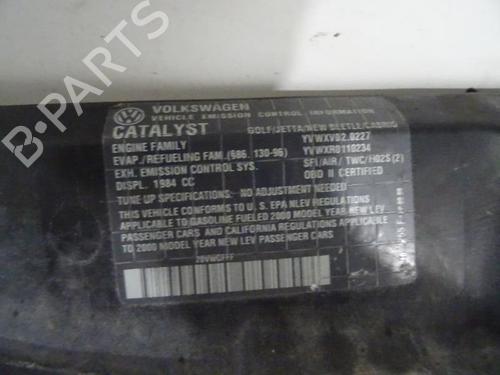 VOLKSWAGEN
VEHICLE EMISSION CONTROL INFORMATION
CATALYST GOLF/JETTA/NEW BEETLE/CABRIO
ENGINE FAMILY YVWXV02.0227
EVAP./REFUELING FAM.(686. 130-96) YVWXR0110234
EXH. EMISSION CONTROL SYS. SFI/AIR/TWC/HO2S(2)
DISPL. 1984 CC OBD II CERTIFIED
TUNE UP SPECIFICATIONS- NO ADJUSTMENT NEEDED
THIS VEHICLE CONFORMS TO U.S. EPA NLEV REGULATIONS
APPLICABLE TO GASOLINE FUELED 2000 MODEL YEAR NEW LEV
PASSENGER CARS AND CALIFORNIA REGULATIONS APPLICABLE
TO 2000 MODEL YEAR NEW LEV PASSENGER CARS
B-PARTS